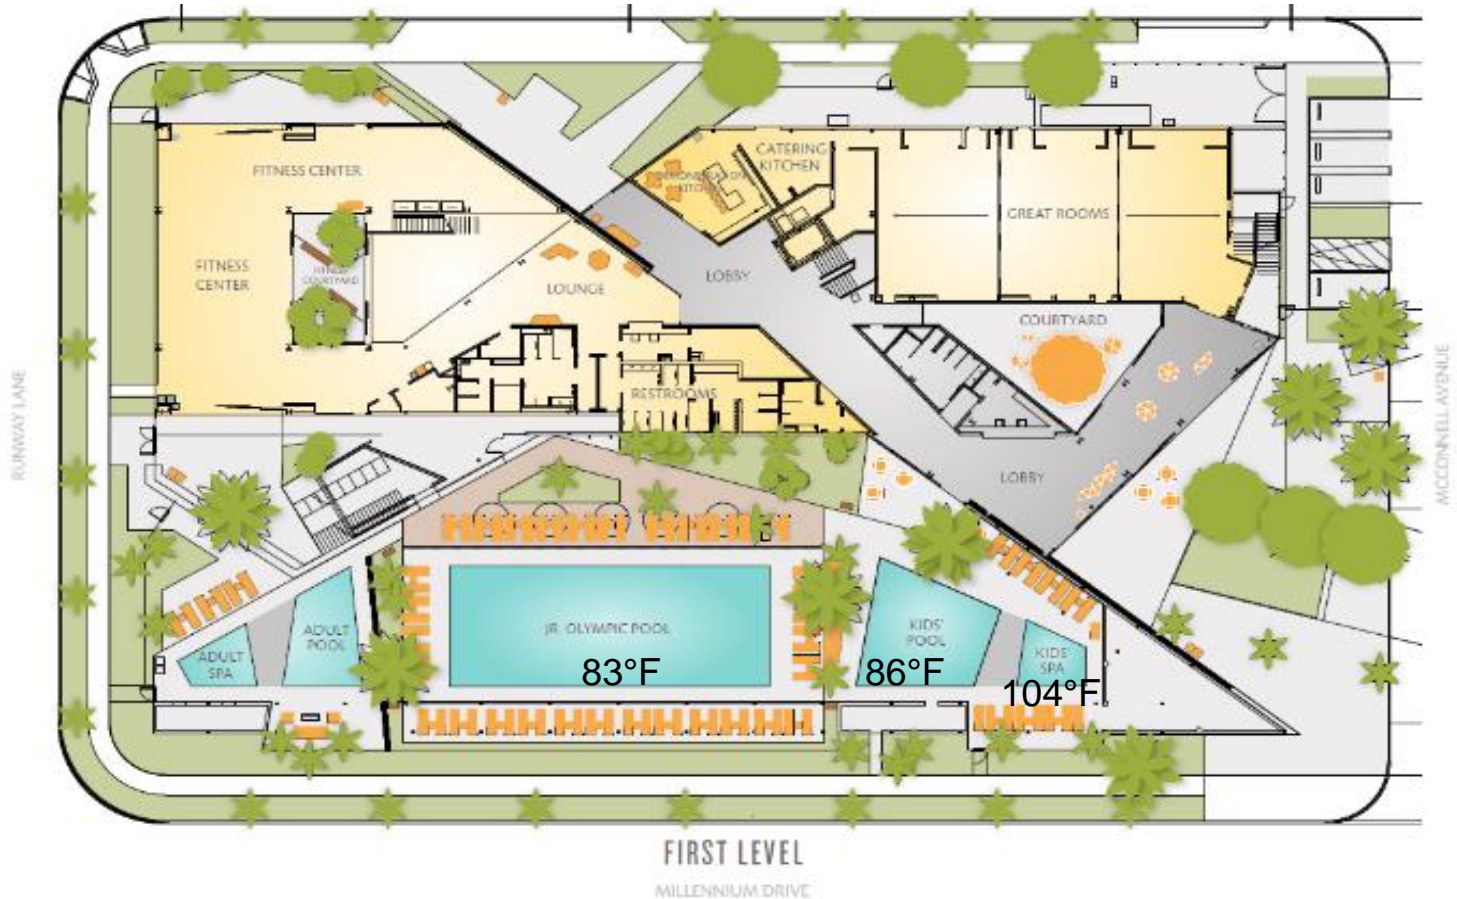 FITNESS CENTER
CATERING
KITCHEN
GREAT ROOMS
FITNESS
CENTER
COURTYARD
LOUNGE
LOBBY
COURTYARD
RESTROOMS
LOBBY
RUNWAY LANE
MCCONNELL AVENUE
ADULT
POOL
ADULT
SPA
JR. OLYMPIC POOL
83°F
KIDS'
POOL
86°F
KIDS'
SPA
104°F
FIRST LEVEL
MILLENNIUM DRIVE